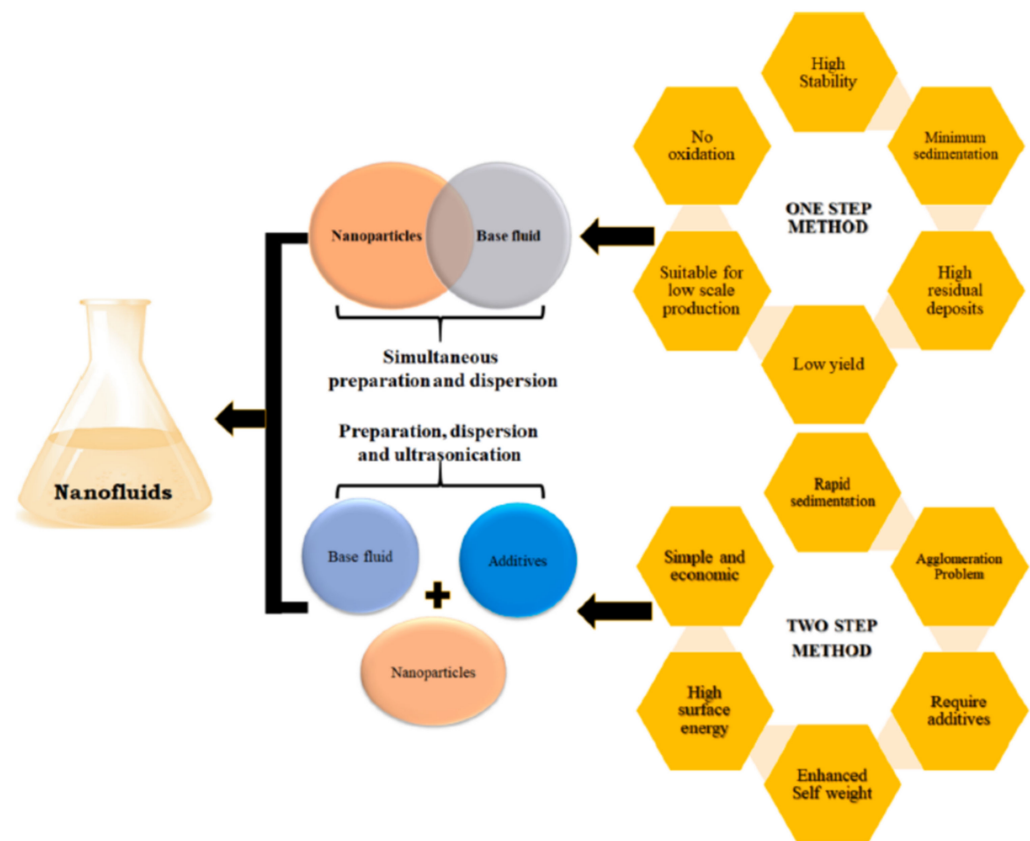 High
Stability
No
oxidation
Minimum
sedimentation
ONE STEP
METHOD
Nanoparticles
Base fluid
Suitable for
low scale
production
High
residual
deposits
Low yield
Simultaneous
preparation and dispersion
Preparation, dispersion
and ultrasonication
Nanofluids
Base fluid
Additives
Nanoparticles
Rapid
sedimentation
Simple and
economic
Agglomeration
Problem
TWO STEP
METHOD
High
surface
energy
Require
additives
Enhanced
Self weight